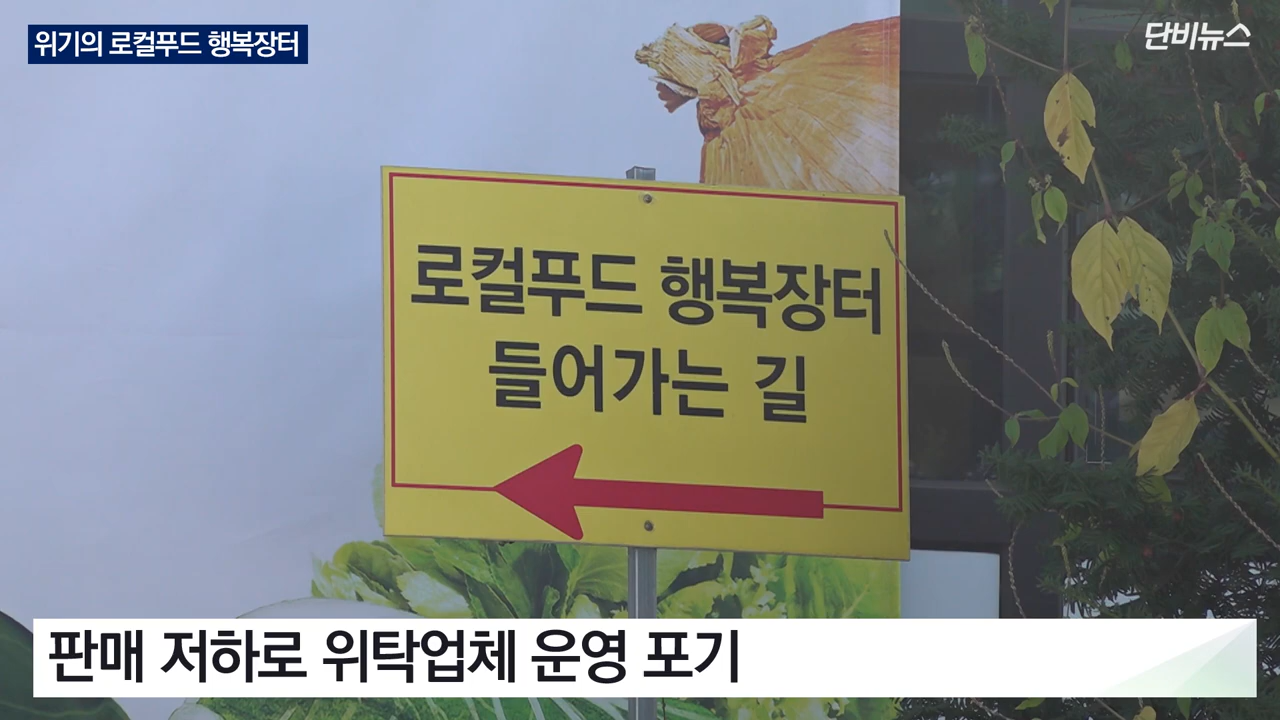 위기의 로컬푸드 행복장터
단비뉴스
로컬푸드 행복장터
들어가는 길
판매 저하로 위탁업체 운영 포기